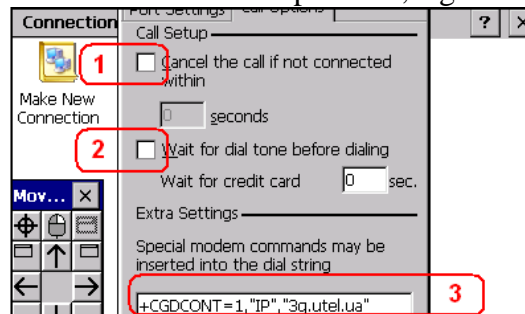 Connection
Port Settings Call Options
? ×
Call Setup
1
Cancel the call if not connected
within
Make New
Connection
0 seconds
2
Wait for dial tone before dialing
Wait for credit card 0 sec.
Mov... ×
Extra Settings
Special modem commands may be
inserted into the dial string
3
+CGDCONT=1,"IP","3g.utel.ua"